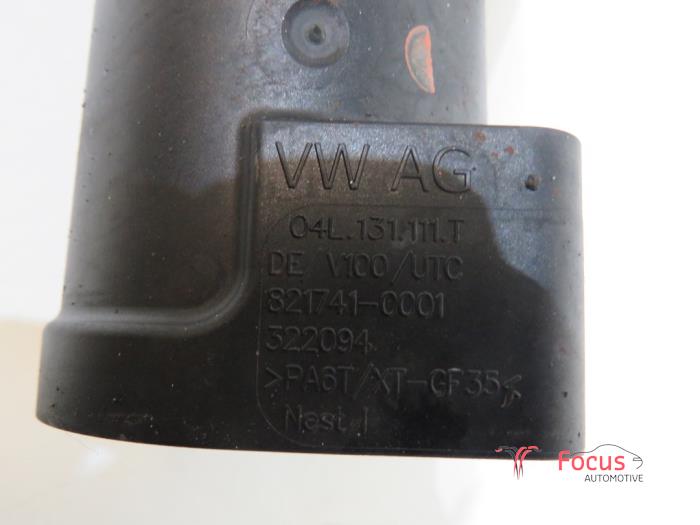 VW AG
04L.131.111.T
DE V100/UTC
821741-0001
322094
>PA6T/XT-GF35<
Nest 1
Focus
AUTOMOTIVE